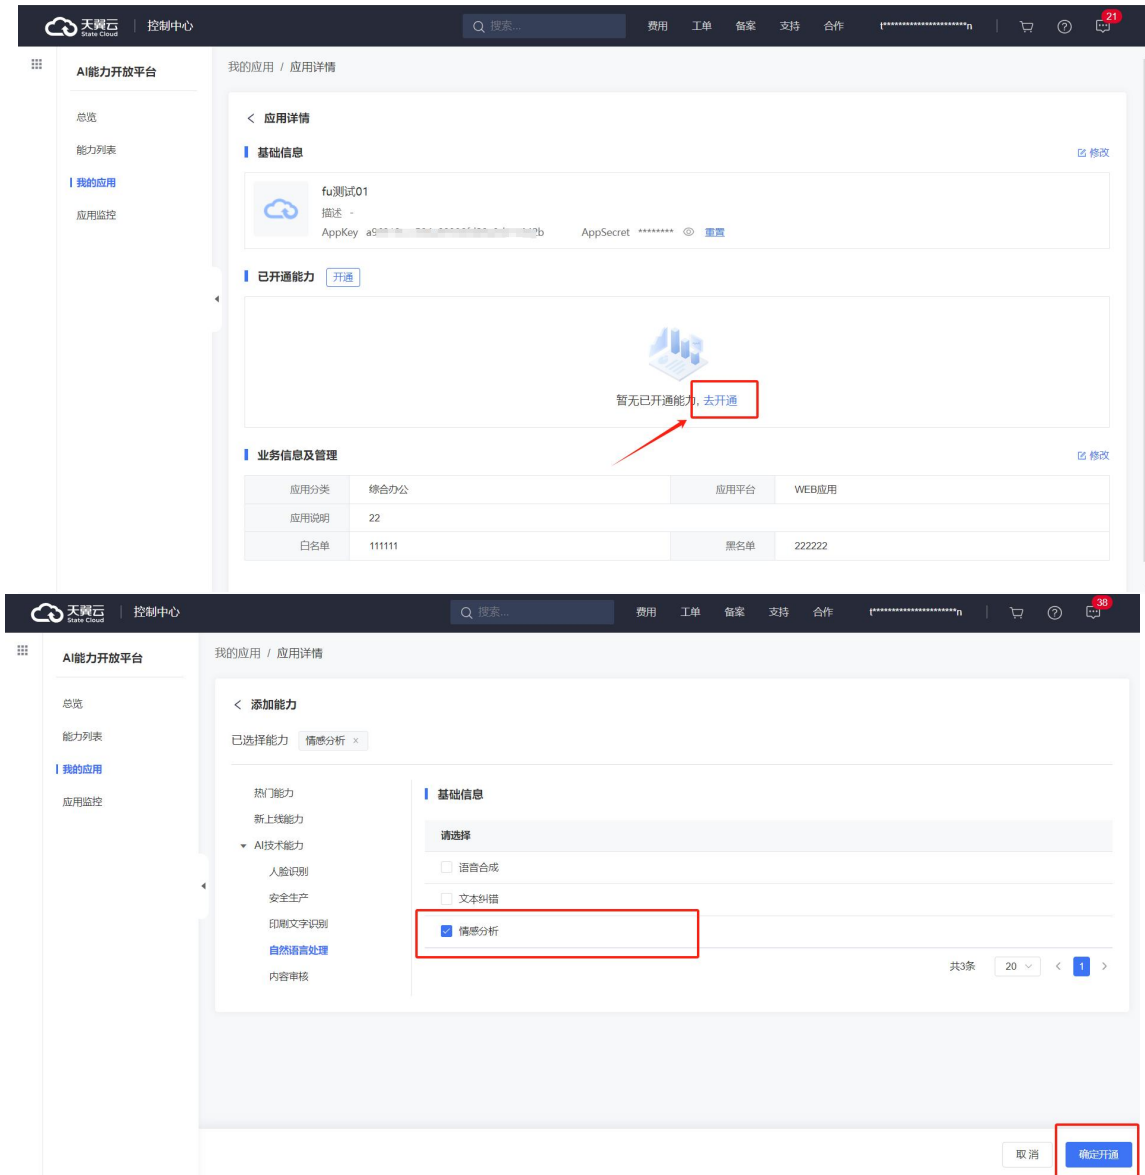 天翼云 State Cloud 控制中心 搜索... 费用 工单 备案 支持 合作 t**********************n 21
AI能力开放平台
总览
能力列表
我的应用
应用监控
我的应用 / 应用详情
< 应用详情
基础信息 修改
fu测试01
描述 -
AppKey AppSecret ******** 重置
已开通能力 开通
暂无已开通能力, 去开通
业务信息及管理 修改
应用分类 综合办公 应用平台 WEB应用
应用说明 22
白名单 111111 黑名单 222222
天翼云 State Cloud 控制中心 搜索... 费用 工单 备案 支持 合作 t**********************n 38
AI能力开放平台
总览
能力列表
我的应用
应用监控
我的应用 / 应用详情
< 添加能力
已选择能力 情感分析 ×
热门能力
新上线能力
AI技术能力
人脸识别
安全生产
印刷文字识别
自然语言处理
内容审核
基础信息
请选择
语音合成
文本纠错
情感分析
共3条 20 < 1 >
取消 确定开通